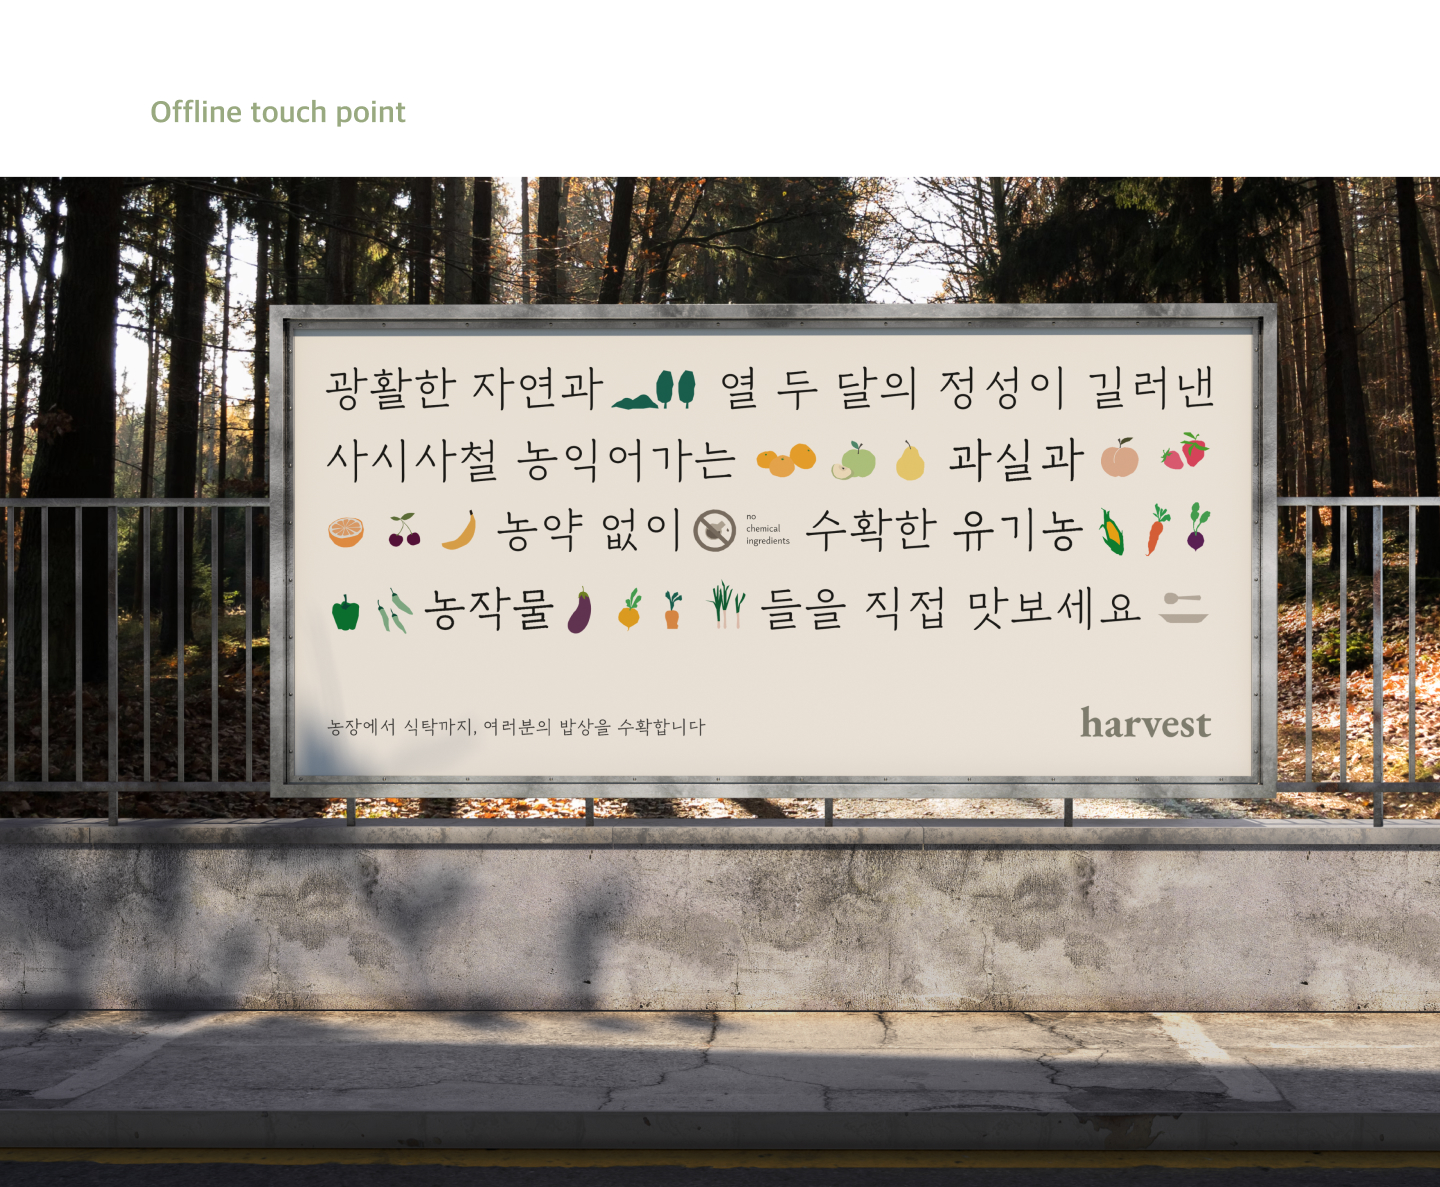 Offline touch point
광활한 자연과 열 두 달의 정성이 길러낸
사시사철 농익어가는 과실과
농약 없이 no chemical ingredients 수확한 유기농
농작물 들을 직접 맛보세요
농장에서 식탁까지, 여러분의 밥상을 수확합니다
harvest